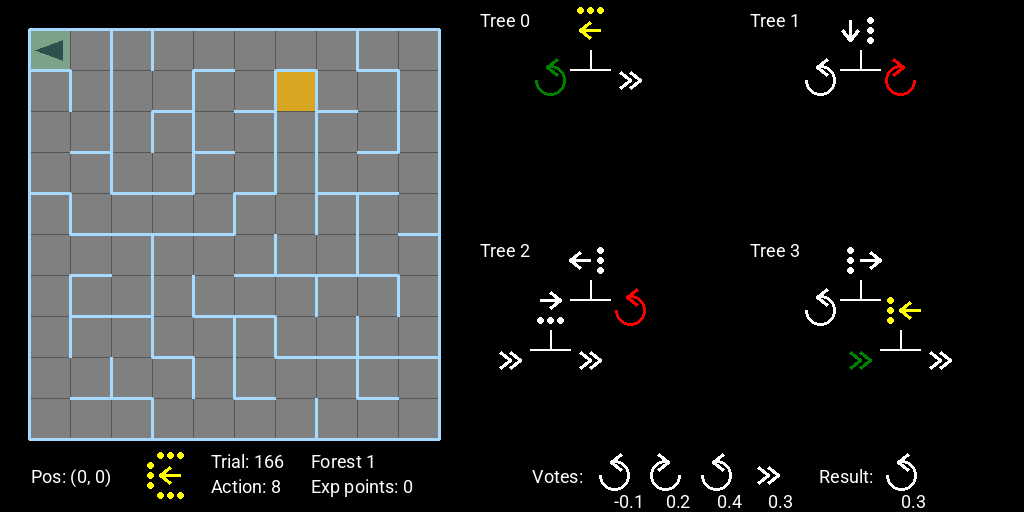 Tree 0
Tree 1
Tree 2
Tree 3
Pos: (0, 0)
Trial: 166
Forest 1
Action: 8
Exp points: 0
Votes:
-0.1
0.2
0.4
0.3
Result:
0.3